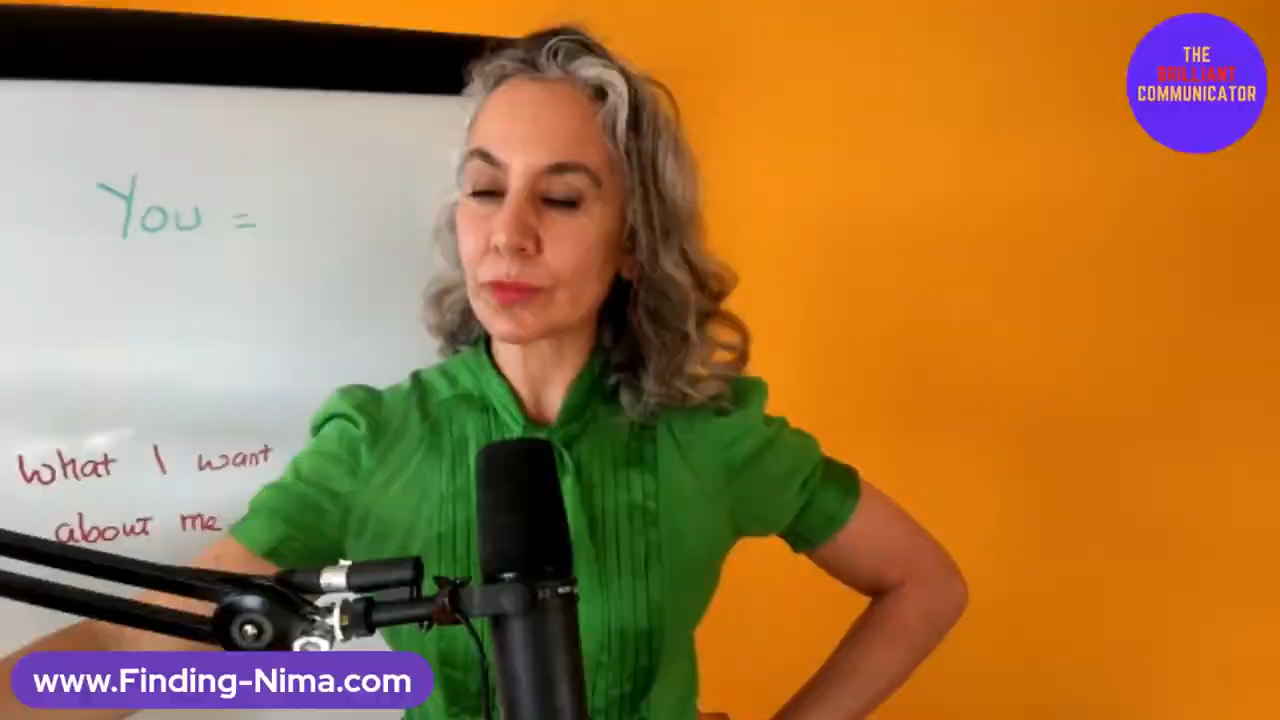 THE
BRILLIANT
COMMUNICATOR
You =
What I want
about me
www.Finding-Nima.com